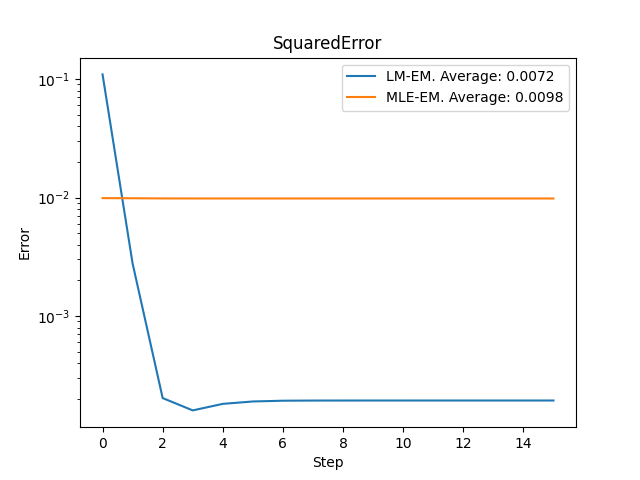 SquaredError
LM-EM. Average: 0.0072
MLE-EM. Average: 0.0098
10⁻¹
10⁻²
10⁻³
Error
0 2 4 6 8 10 12 14
Step